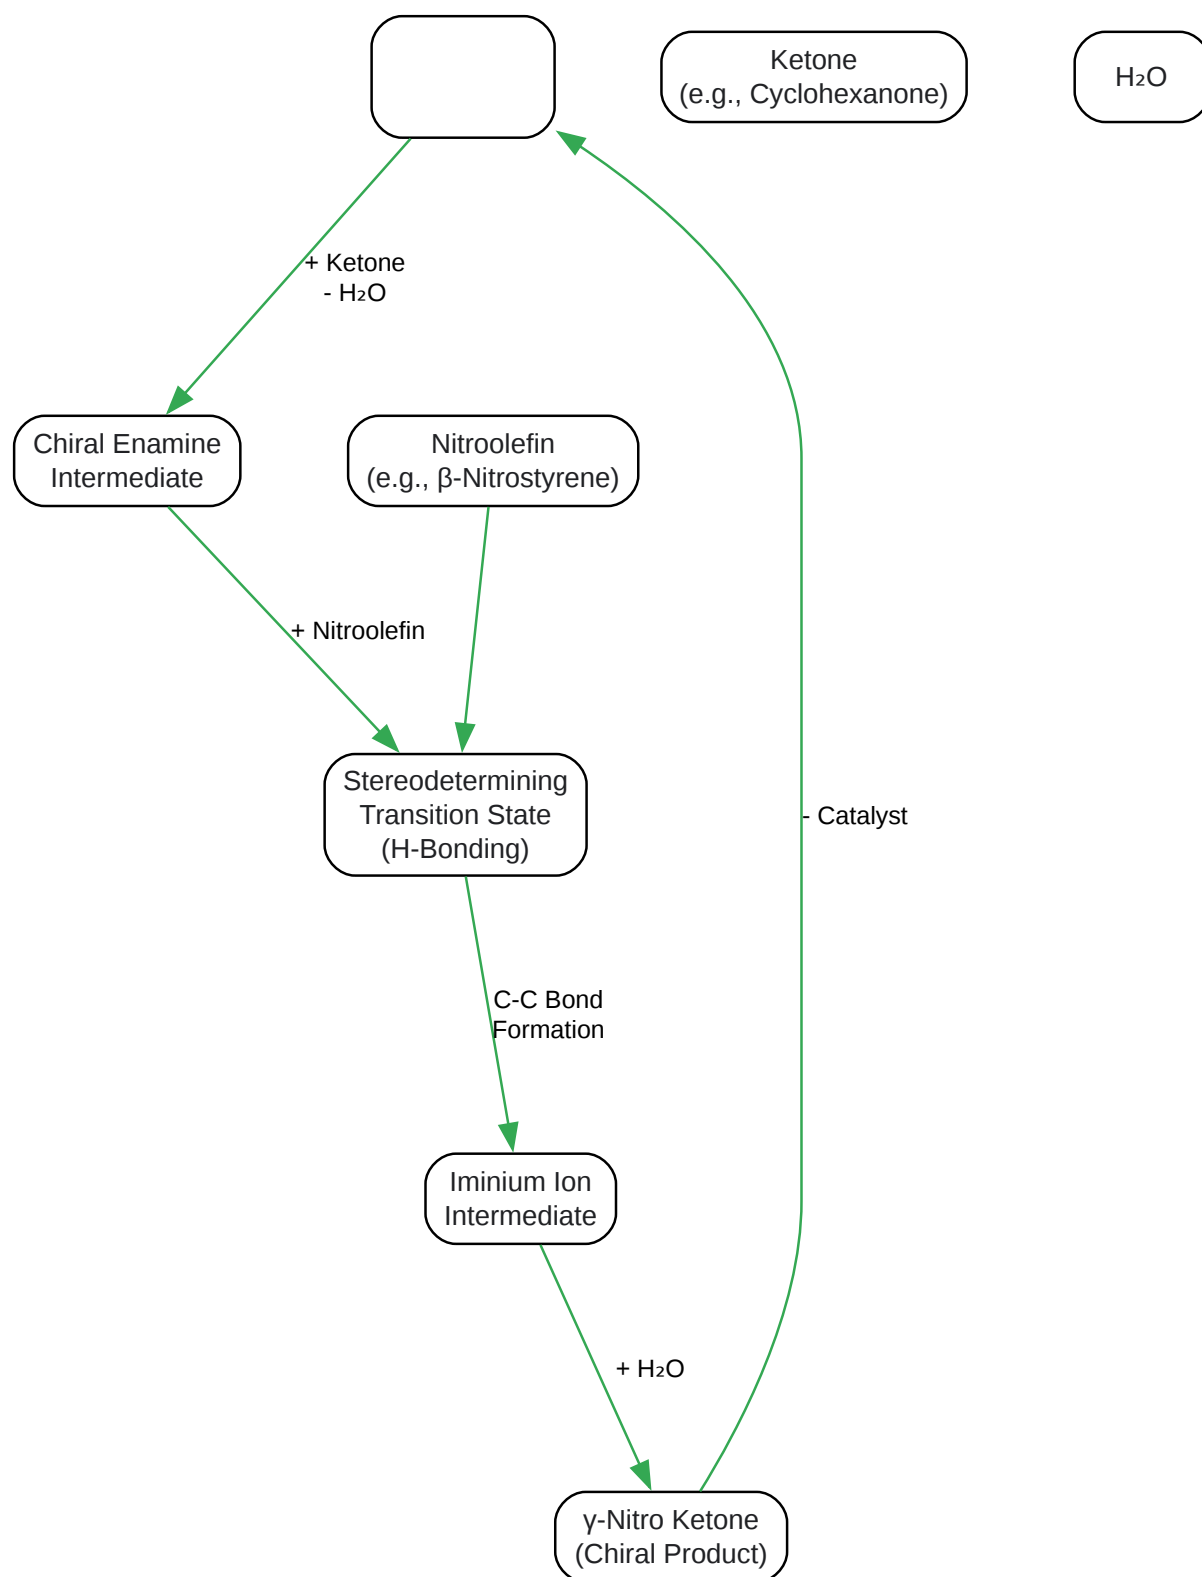 Ketone
(e.g., Cyclohexanone)
H₂O
+ Ketone
- H₂O
Chiral Enamine
Intermediate
Nitroolefin
(e.g., β-Nitrostyrene)
+ Nitroolefin
Stereodetermining
Transition State
(H-Bonding)
- Catalyst
C-C Bond
Formation
Iminium Ion
Intermediate
+ H₂O
γ-Nitro Ketone
(Chiral Product)